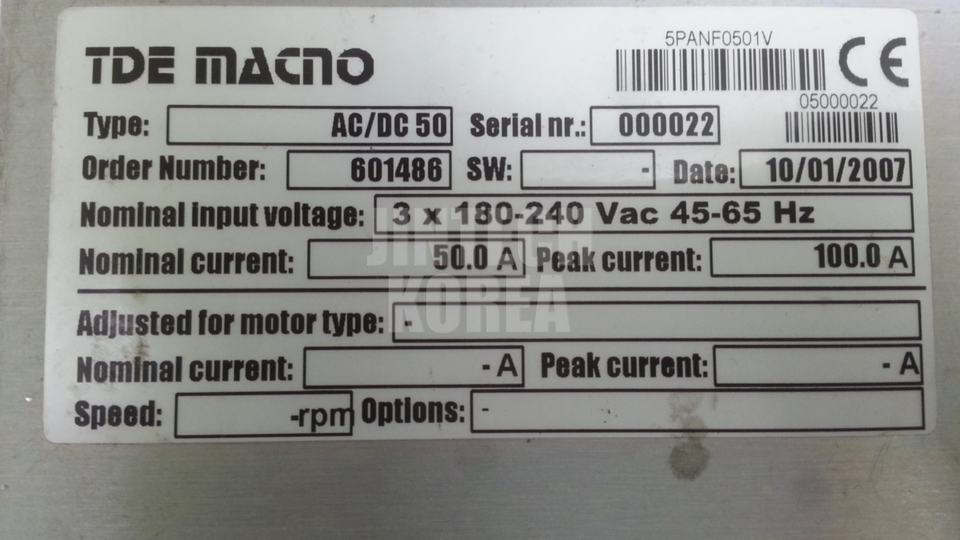 TDE MACNO
5PANF0501V
CE
05000022
Type: AC/DC 50 Serial nr.: 000022
Order Number: 601486 SW: - Date: 10/01/2007
Nominal input voltage: 3 x 180-240 Vac 45-65 Hz
Nominal current: 50.0 A Peak current: 100.0 A
JINTECH
KOREA
Adjusted for motor type: -
Nominal current: - A Peak current: - A
Speed: -rpm Options: -